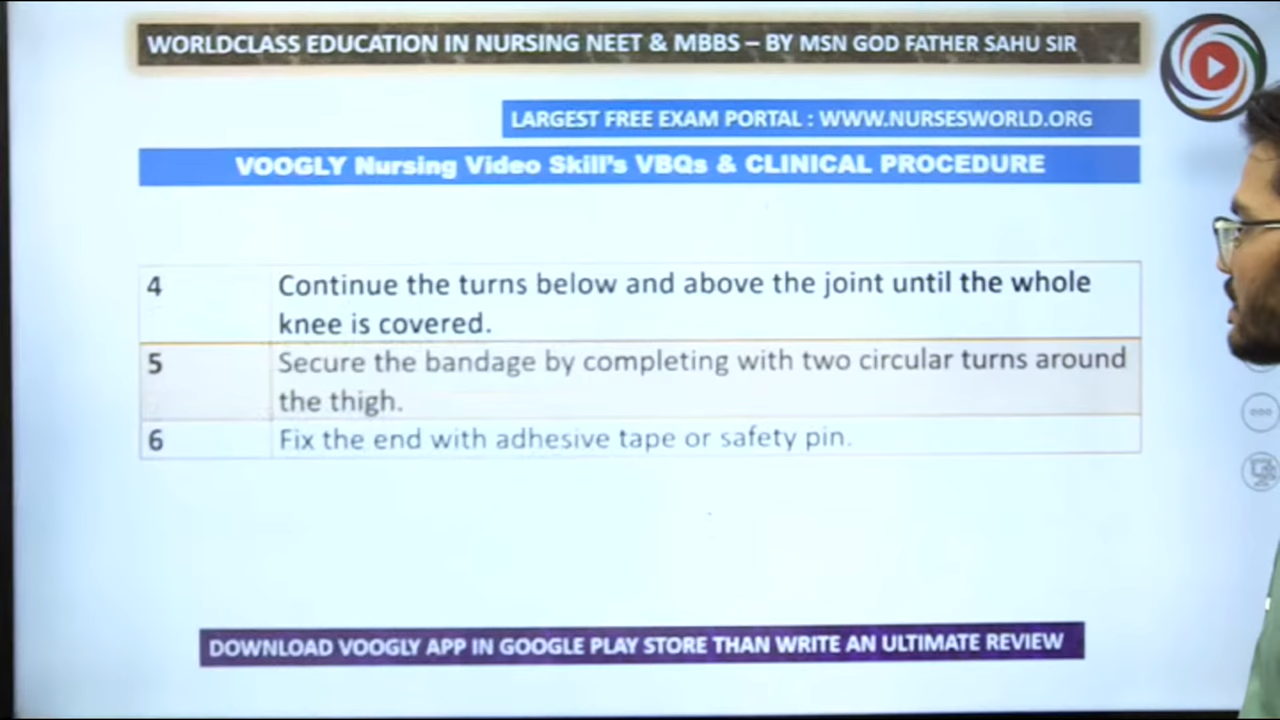 WORLDCLASS EDUCATION IN NURSING NEET & MBBS – BY MSN GOD FATHER SAHU SIR
LARGEST FREE EXAM PORTAL : WWW.NURSESWORLD.ORG
VOOGLY Nursing Video Skill's VBQs & CLINICAL PROCEDURE
4 Continue the turns below and above the joint until the whole
knee is covered.
5 Secure the bandage by completing with two circular turns around
the thigh.
6 Fix the end with adhesive tape or safety pin.
DOWNLOAD VOOGLY APP IN GOOGLE PLAY STORE THAN WRITE AN ULTIMATE REVIEW